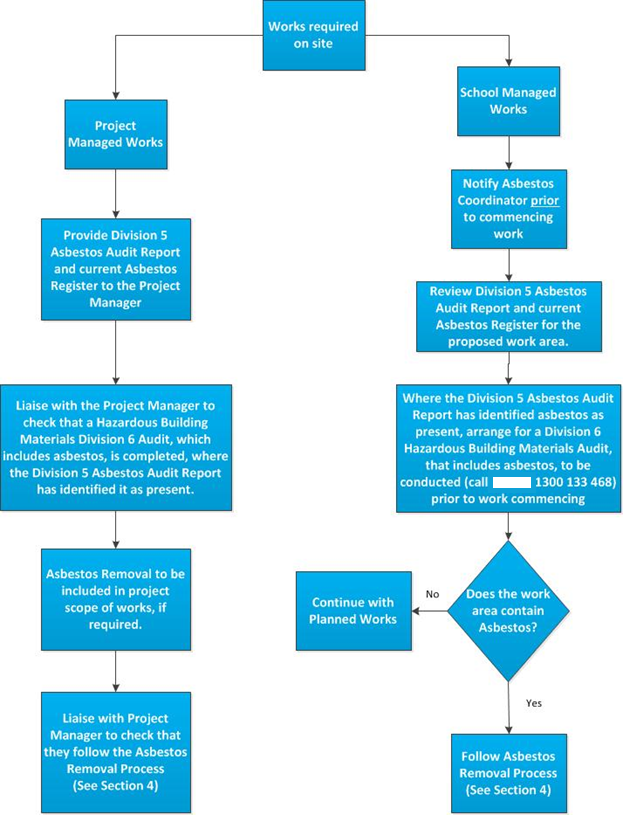 Works required
on site
Project
Managed Works
Provide Division 5
Asbestos Audit Report
and current Asbestos
Register to the Project
Manager
Liaise with the Project Manager to
check that a Hazardous Building
Materials Division 6 Audit, which
includes asbestos, is completed, where
the Division 5 Asbestos Audit Report
has identified it as present.
Asbestos Removal to be
included in project
scope of works, if
required.
Liaise with Project
Manager to check that
they follow the Asbestos
Removal Process
(See Section 4)
School Managed
Works
Notify Asbestos
Coordinator prior
to commencing
work
Review Division 5 Asbestos
Audit Report and current
Asbestos Register for the
proposed work area.
Where the Division 5 Asbestos Audit
Report has identified asbestos as
present, arrange for a Division 6
Hazardous Building Materials Audit,
that includes asbestos, to be
conducted (call 1300 133 468)
prior to work commencing
Does the work
area contain
Asbestos?
No
Continue with
Planned Works
Yes
Follow Asbestos
Removal Process
(See Section 4)